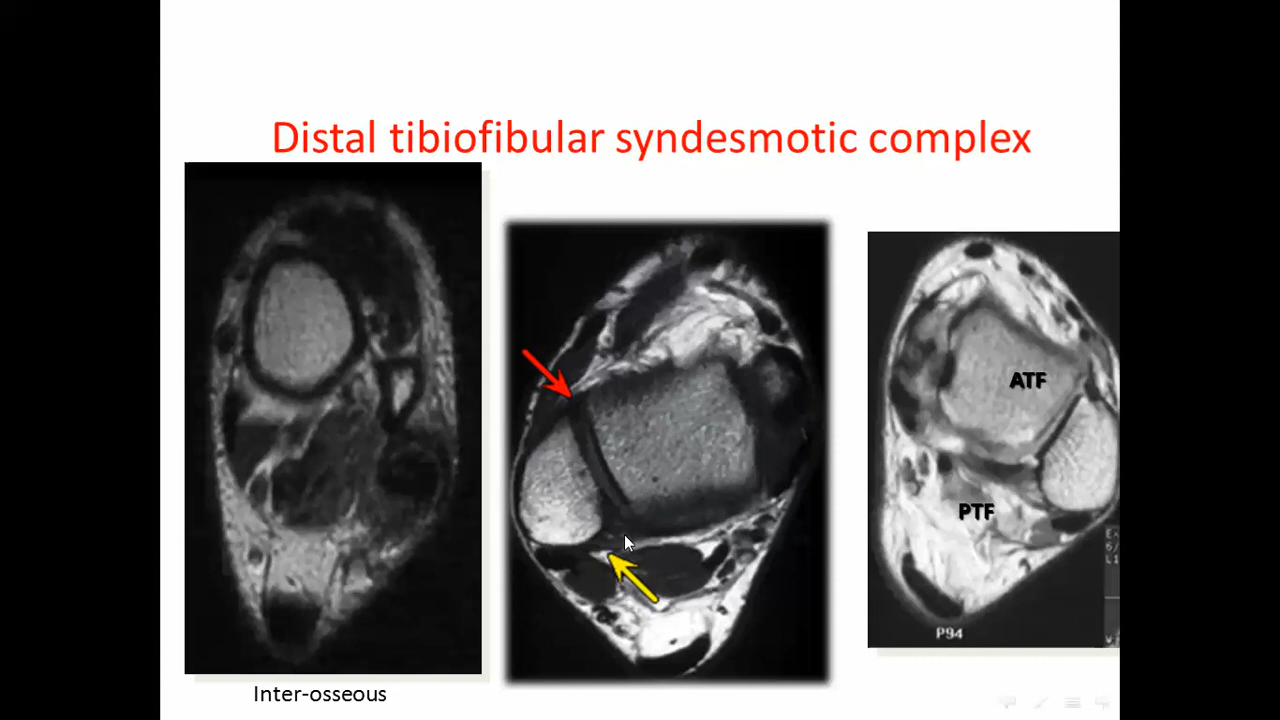 Distal tibiofibular syndesmotic complex
ATF
PTF
P94
Inter-osseous